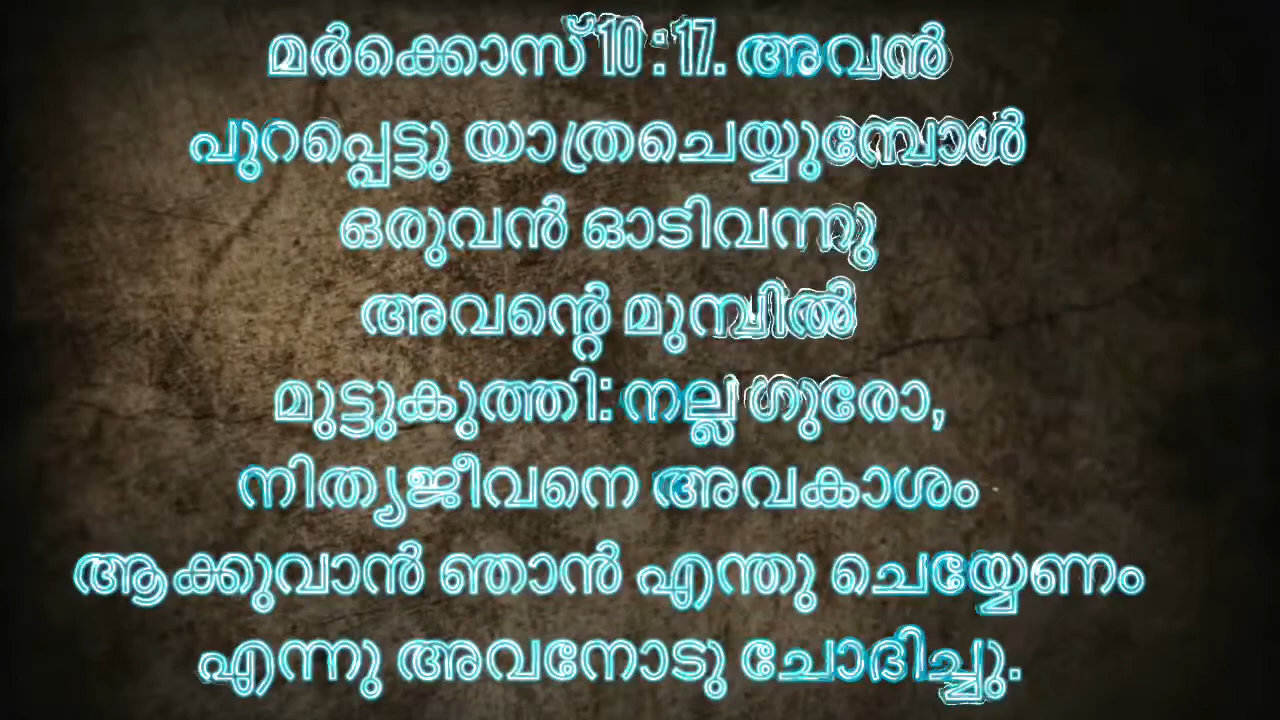 മർക്കൊസ് 10 : 17. അവൻ
പുറപ്പെട്ടു യാത്രചെയ്യുമ്പോൾ
ഒരുവൻ ഓടിവന്നു
അവന്റെ മുമ്പിൽ
മുട്ടുകുത്തി: നല്ല ഗുരോ,
നിത്യജീവനെ അവകാശം
ആക്കുവാൻ ഞാൻ എന്തു ചെയ്യേണം
എന്നു അവനോടു ചോദിച്ചു.